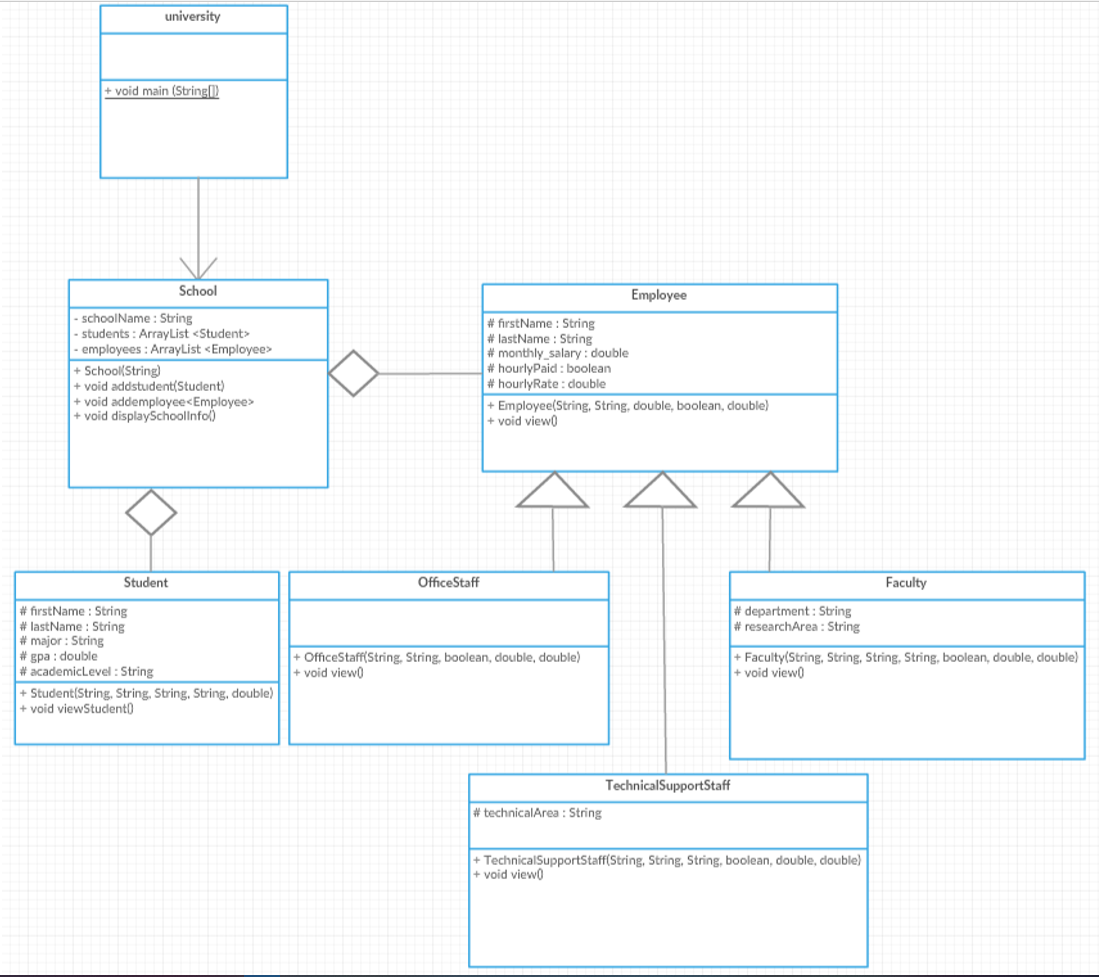 university
+ void main (String[])
School
- schoolName : String
- students : ArrayList <Student>
- employees : ArrayList <Employee>
+ School(String)
+ void addstudent(Student)
+ void addemployee<Employee>
+ void displaySchoolInfo()
Employee
# firstName : String
# lastName : String
# monthly_salary : double
# hourlyPaid : boolean
# hourlyRate : double
+ Employee(String, String, double, boolean, double)
+ void view()
Student
# firstName : String
# lastName : String
# major : String
# gpa : double
# academicLevel : String
+ Student(String, String, String, String, double)
+ void viewStudent()
OfficeStaff
+ OfficeStaff(String, String, boolean, double, double)
+ void view()
Faculty
# department : String
# researchArea : String
+ Faculty(String, String, String, String, boolean, double, double)
+ void view()
TechnicalSupportStaff
# technicalArea : String
+ TechnicalSupportStaff(String, String, String, boolean, double, double)
+ void view()